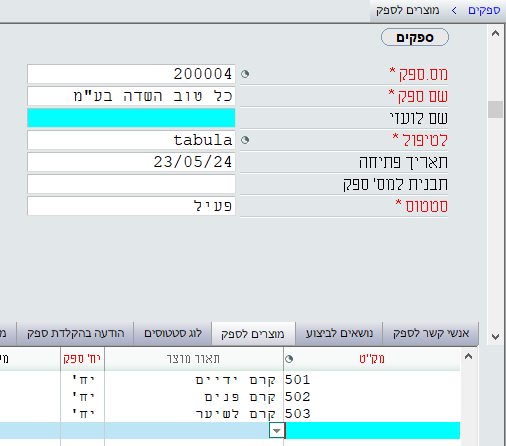 ספקים > מוצרים לספק
ספקים
מס.ספק * 200004
שם ספק * כל טוב השדה בע"מ
שם לועזי
לטיפול * tabula
תאריך פתיחה 23/05/24
תבנית למס' ספק
סטטוס * פעיל
אנשי קשר לספק נושאים לביצוע מוצרים לספק לוג סטטוסים הודעה בהקלדת ספק
מק"ט תאור מוצר יח' ספק
501 קרם ידיים יח'
502 קרם פנים יח'
503 קרם לשיער יח'